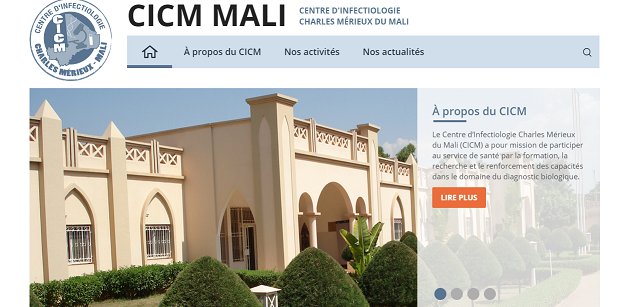 CENTRE D'INFECTIOLOGIE
CICM
CHARLES MÉRIEUX - MALI
CICM MALI
CENTRE D'INFECTIOLOGIE
CHARLES MÉRIEUX DU MALI
À propos du CICM
Nos activités
Nos actualités
À propos du CICM
Le Centre d'Infectiologie Charles Mérieux
du Mali (CICM) a pour mission de participer
au service de santé par la formation, la
recherche et le renforcement des capacités
dans le domaine du diagnostic biologique.
LIRE PLUS